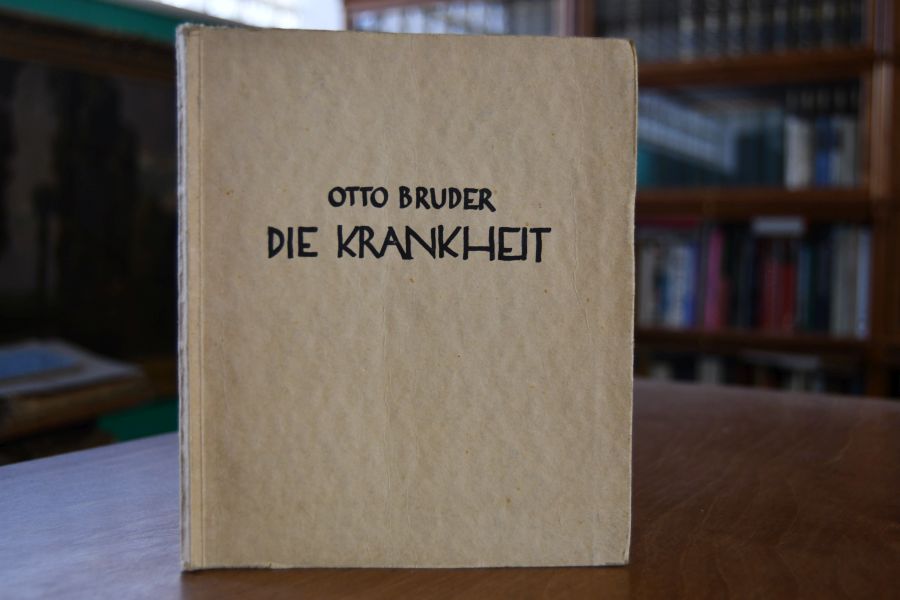 OTTO BRUDER
DIE KRANKHEIT